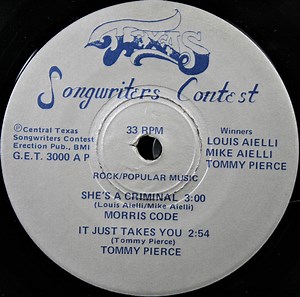 TEXAS
Songwriters Contest
℗Central Texas
Songwriters Contest
Erection Pub., BMI
G.E.T. 3000 A P
33 RPM
Winners
LOUIS AIELLI
MIKE AIELLI
TOMMY PIERCE
ROCK/POPULAR MUSIC
SHE'S A CRIMINAL 3:00
(Louis Aielli/Mike Aielli)
MORRIS CODE
IT JUST TAKES YOU 2:54
(Tommy Pierce)
TOMMY PIERCE